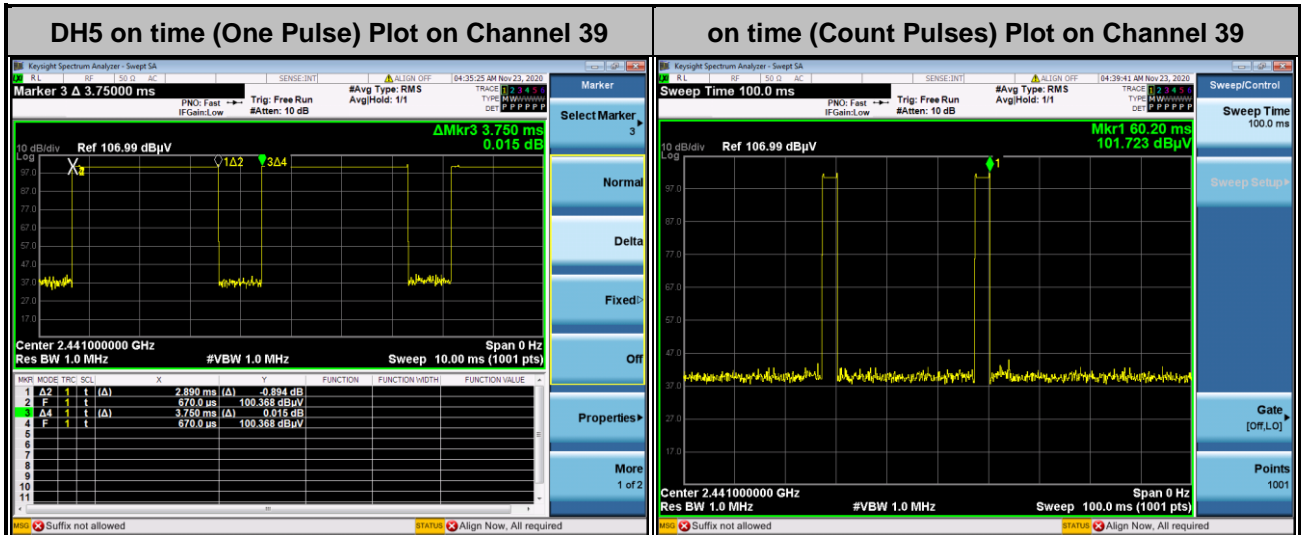 DH5 on time (One Pulse) Plot on Channel 39
Keysight Spectrum Analyzer - Swept SA
RL RF 50 Ω AC SENSE:INT ALIGN OFF 04:35:25 AM Nov 23, 2020
Marker 3 Δ 3.75000 ms
PNO: Fast
IFGain:Low
Trig: Free Run
#Atten: 10 dB
#Avg Type: RMS
Avg|Hold: 1/1
TRACE 1 2 3 4 5 6
TYPE MWWWWW
DET P P P P P P
ΔMkr3 3.750 ms
0.015 dB
10 dB/div Ref 106.99 dBµV
Log
97.0
87.0
77.0
67.0
57.0
47.0
37.0
27.0
17.0
1Δ2
3Δ4
Center 2.441000000 GHz Span 0 Hz
Res BW 1.0 MHz #VBW 1.0 MHz Sweep 10.00 ms (1001 pts)
MKR MODE TRC SCL X Y FUNCTION FUNCTION WIDTH FUNCTION VALUE
1 Δ2 1 t (Δ) 2.890 ms (Δ) -0.894 dB
2 F 1 t 670.0 µs 100.368 dBµV
3 Δ4 1 t (Δ) 3.750 ms (Δ) 0.015 dB
4 F 1 t 670.0 µs 100.368 dBµV
5
6
7
8
9
10
11
MSG Suffix not allowed STATUS Align Now, All required
Marker
Select Marker
3
Normal
Delta
Fixed
Off
Properties
More
1 of 2
on time (Count Pulses) Plot on Channel 39
Keysight Spectrum Analyzer - Swept SA
RL RF 50 Ω AC SENSE:INT ALIGN OFF 04:39:41 AM Nov 23, 2020
Sweep Time 100.0 ms
PNO: Fast
IFGain:Low
Trig: Free Run
#Atten: 10 dB
#Avg Type: RMS
Avg|Hold: 1/1
TRACE 1 2 3 4 5 6
TYPE MWWWWW
DET P P P P P P
Mkr1 60.20 ms
101.723 dBµV
10 dB/div Ref 106.99 dBµV
Log
97.0
87.0
77.0
67.0
57.0
47.0
37.0
27.0
17.0
1
Center 2.441000000 GHz Span 0 Hz
Res BW 1.0 MHz #VBW 1.0 MHz Sweep 100.0 ms (1001 pts)
MSG Suffix not allowed STATUS Align Now, All required
Sweep/Control
Sweep Time
100.0 ms
Sweep Setup
Gate
[Off,LO]
Points
1001